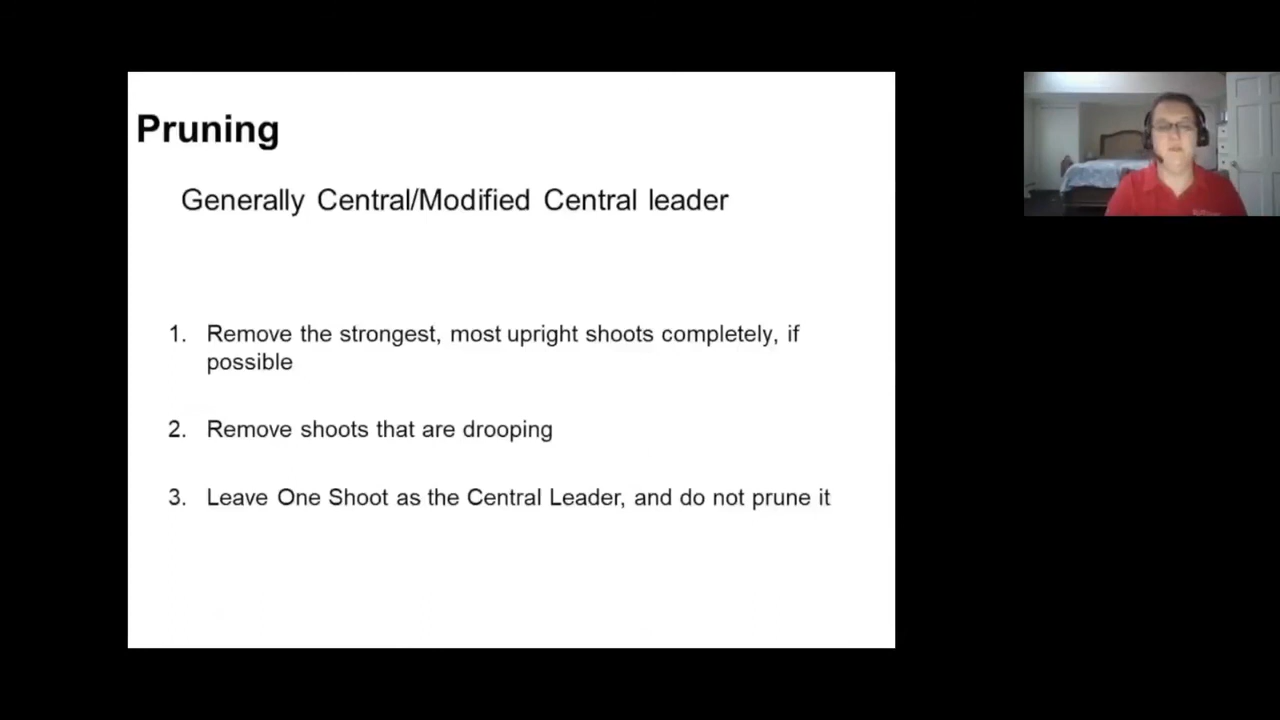 Pruning
Generally Central/Modified Central leader
1. Remove the strongest, most upright shoots completely, if
possible
2. Remove shoots that are drooping
3. Leave One Shoot as the Central Leader, and do not prune it